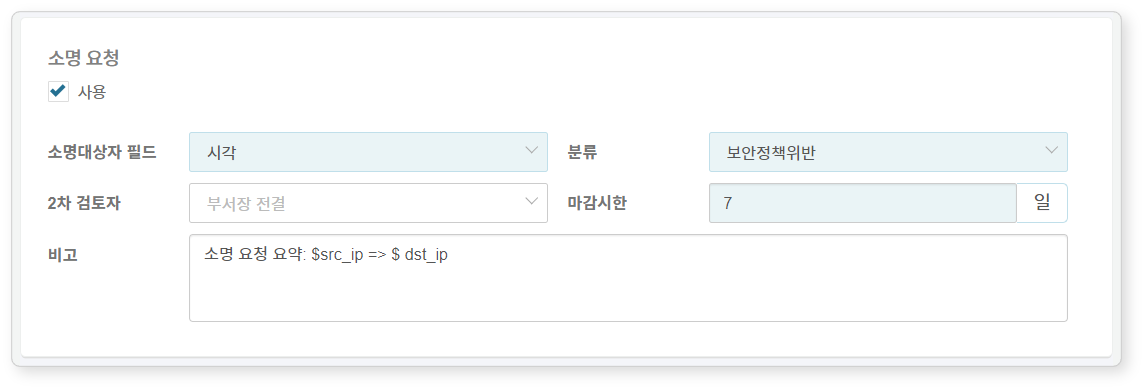 소명 요청
사용
소명대상자 필드 시각 분류 보안정책위반
2차 검토자 부서장 전결 마감시한 7 일
비고 소명 요청 요약: $src_ip => $ dst_ip